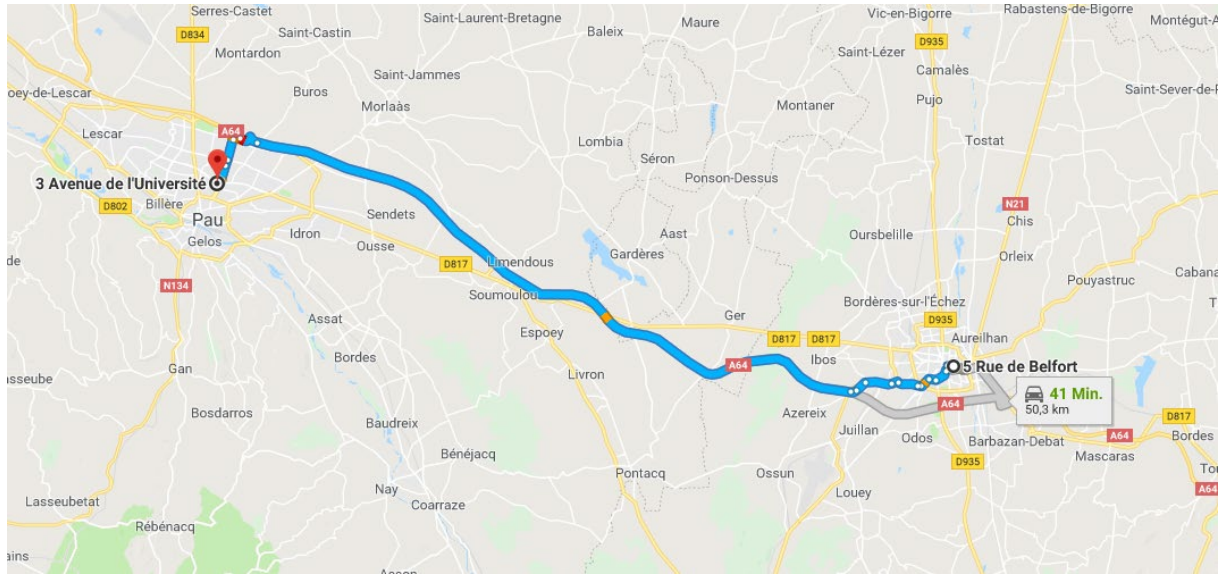 Serres-Castet
Saint-Laurent-Bretagne
Maure
Vic-en-Bigorre
Rabastens-de-Bigorre
D834
Saint-Castin
Baleix
D935
Montégut-A
Montardon
Saint-Lézer
Saint-Jammes
Camalès
oey-de-Lescar
Buros
Morlaàs
Montaner
Pujo
Saint-Sever-de-R
Lescar
A64
Lombia
Tostat
Séron
Ponson-Dessus
3 Avenue de l'Université
Billère
D802
Pau
Sendets
N21
Chis
Gelos
Idron
Ousse
Aast
Oursbelille
Gardères
Orleix
de
D817
Limendous
Pouyastruc
Cabana
N134
Soumoulou
Bordères-sur-l'Échez
T
Assat
Ger
D935
Espoey
D817
D817
Aureilhan
Bordes
Ibos
5 Rue de Belfort
Gan
A64
asseube
Livron
41 Min.
50,3 km
Bosdarros
Azereix
A64
D817
Baudreix
Juillan
Odos
Barbazan-Debat
A64
Bordes
Bénéjacq
Mascaras
Pontacq
Ossun
D935
Tou
A64
Nay
Louey
Lasseubetat
Coarraze
Rébénacq
ains